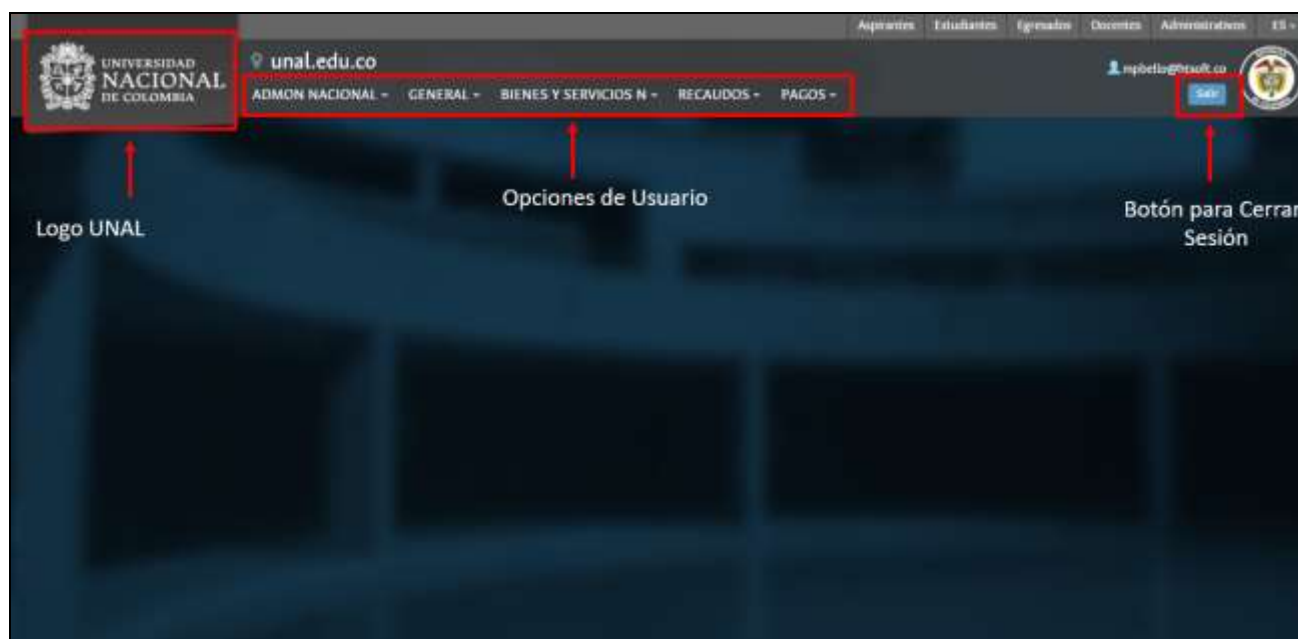 Aspirantes Estudiantes Egresados Docentes Administrativos ES
UNIVERSIDAD
NACIONAL
DE COLOMBIA
unal.edu.co
ADMON NACIONAL GENERAL BIENES Y SERVICIOS N RECAUDOS PAGOS
Salir
Logo UNAL
Opciones de Usuario
Botón para Cerrar
Sesión